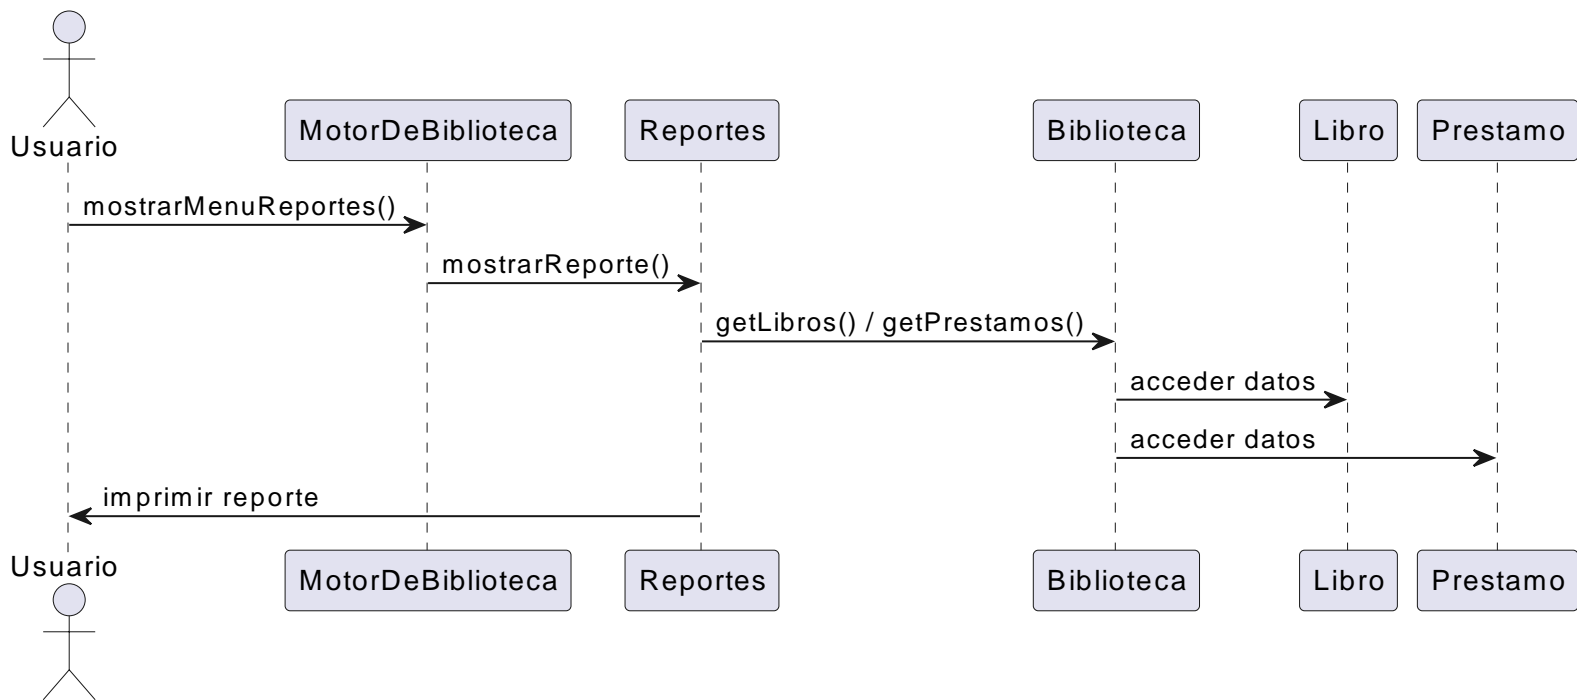 Usuario
MotorDeBiblioteca
Reportes
Biblioteca
Libro
Prestamo
mostrarMenuReportes()
mostrarReporte()
getLibros() / getPrestamos()
acceder datos
acceder datos
imprimir reporte
Usuario
MotorDeBiblioteca
Reportes
Biblioteca
Libro
Prestamo